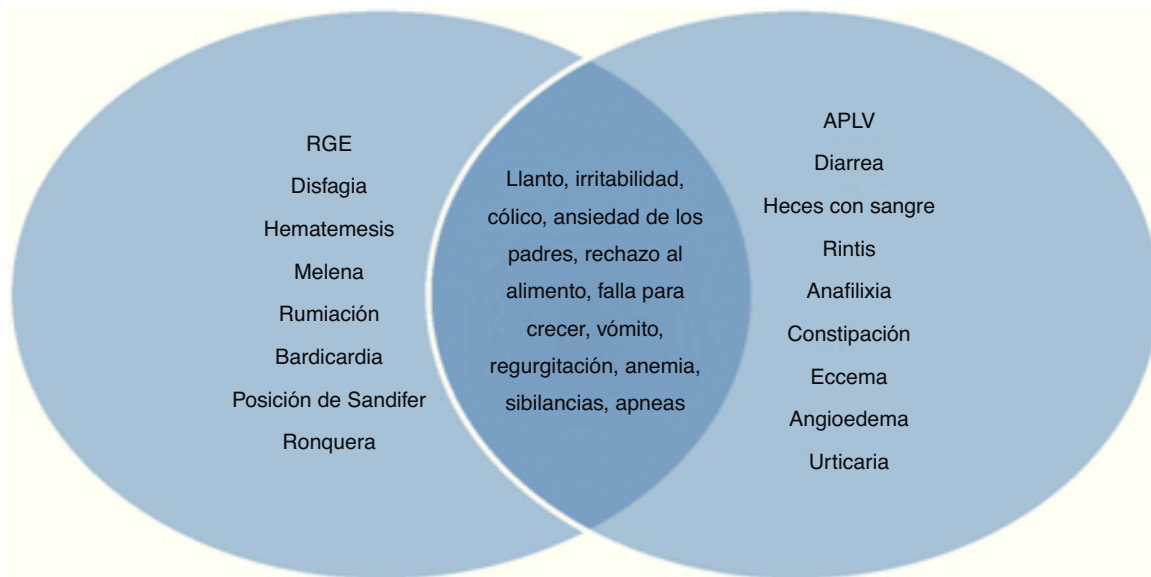 RGE
Disfagia
Hematemesis
Melena
Rumiación
Bardicardia
Posición de Sandifer
Ronquera
Llanto, irritabilidad,
cólico, ansiedad de los
padres, rechazo al
alimento, falla para
crecer, vómito,
regurgitación, anemia,
sibilancias, apneas
APLV
Diarrea
Heces con sangre
Rintis
Anafilixia
Constipación
Eccema
Angioedema
Urticaria